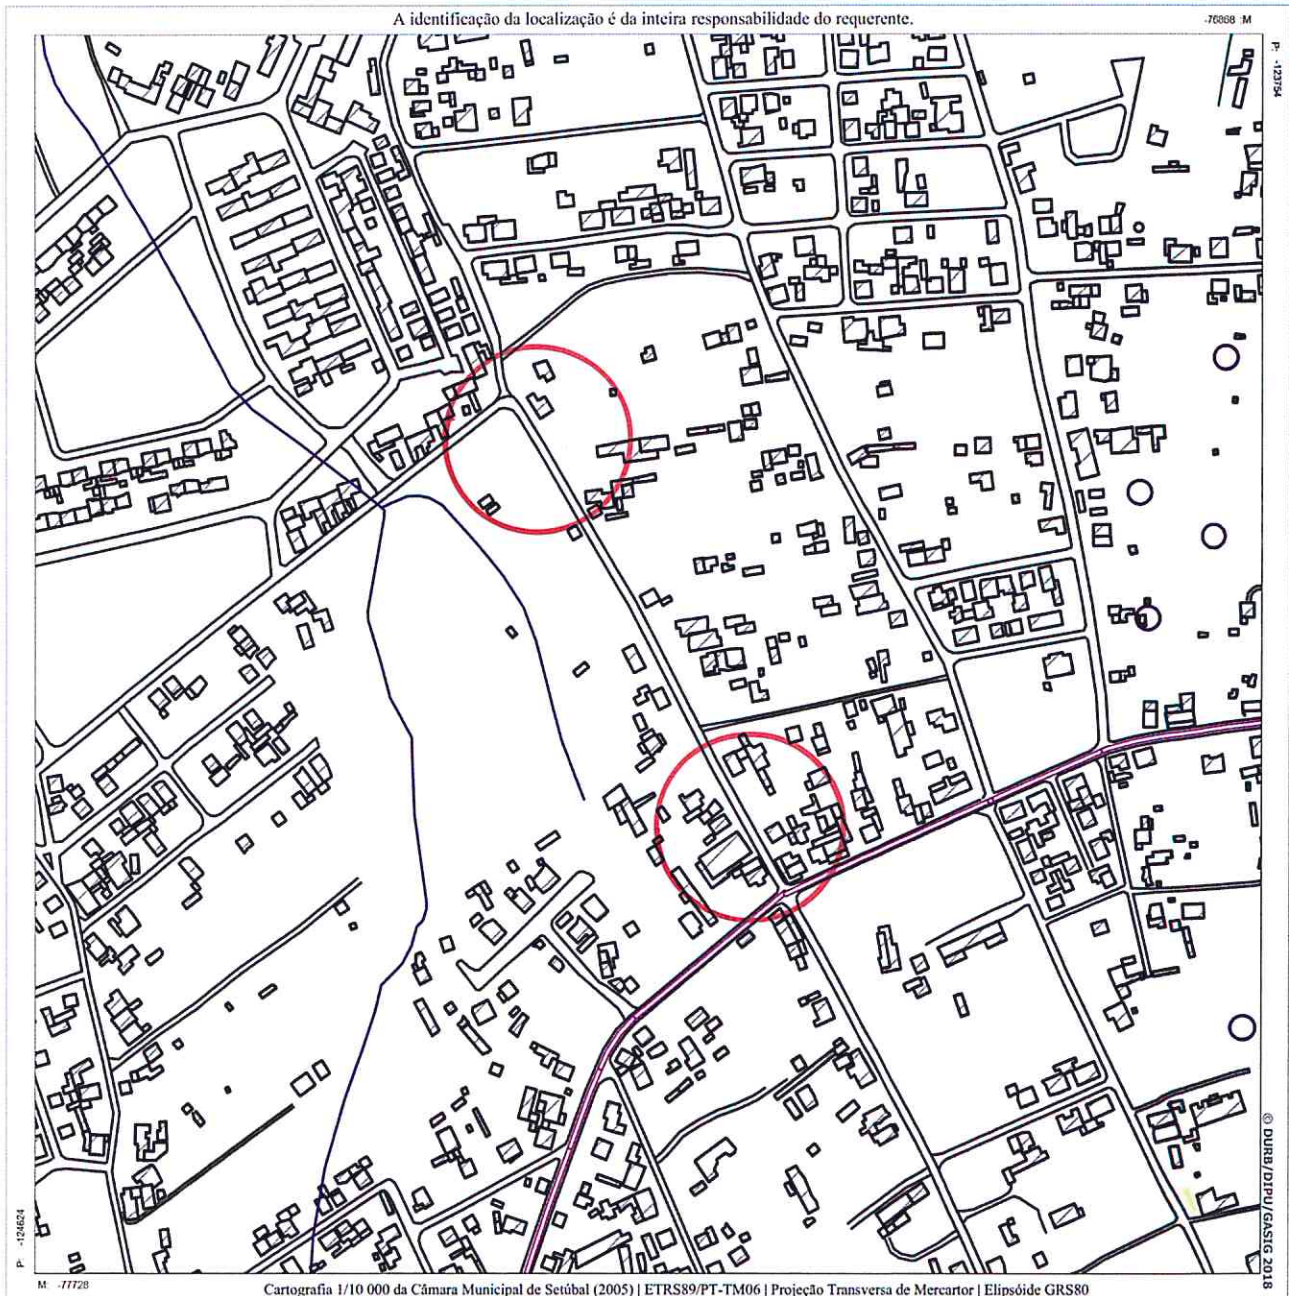 A identificação da localização é da inteira responsabilidade do requerente.
-76868 :M
P: -123754
© DURB/DIPU/GASIG 2018
P: -124624
M: -77728
Cartografia 1/10 000 da Câmara Municipal de Setúbal (2005) | ETRS89/PT-TM06 | Projeção Transversa de Mercartor | Elipsóide GRS80